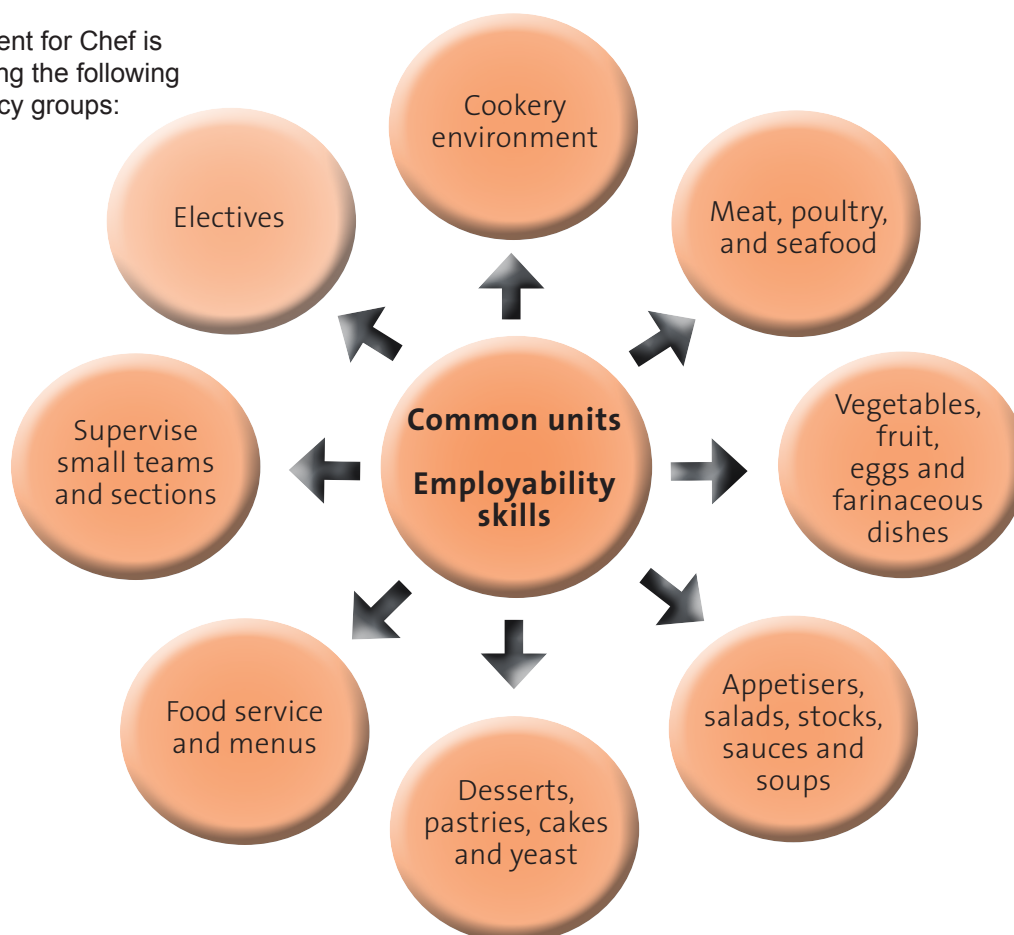 ent for Chef is
ng the following
cy groups:
Cookery
environment
Electives
Meat, poultry,
and seafood
Common units
Employability
skills
Supervise
small teams
and sections
Vegetables,
fruit,
eggs and
farinaceous
dishes
Food service
and menus
Appetisers,
salads, stocks,
sauces and
soups
Desserts,
pastries, cakes
and yeast